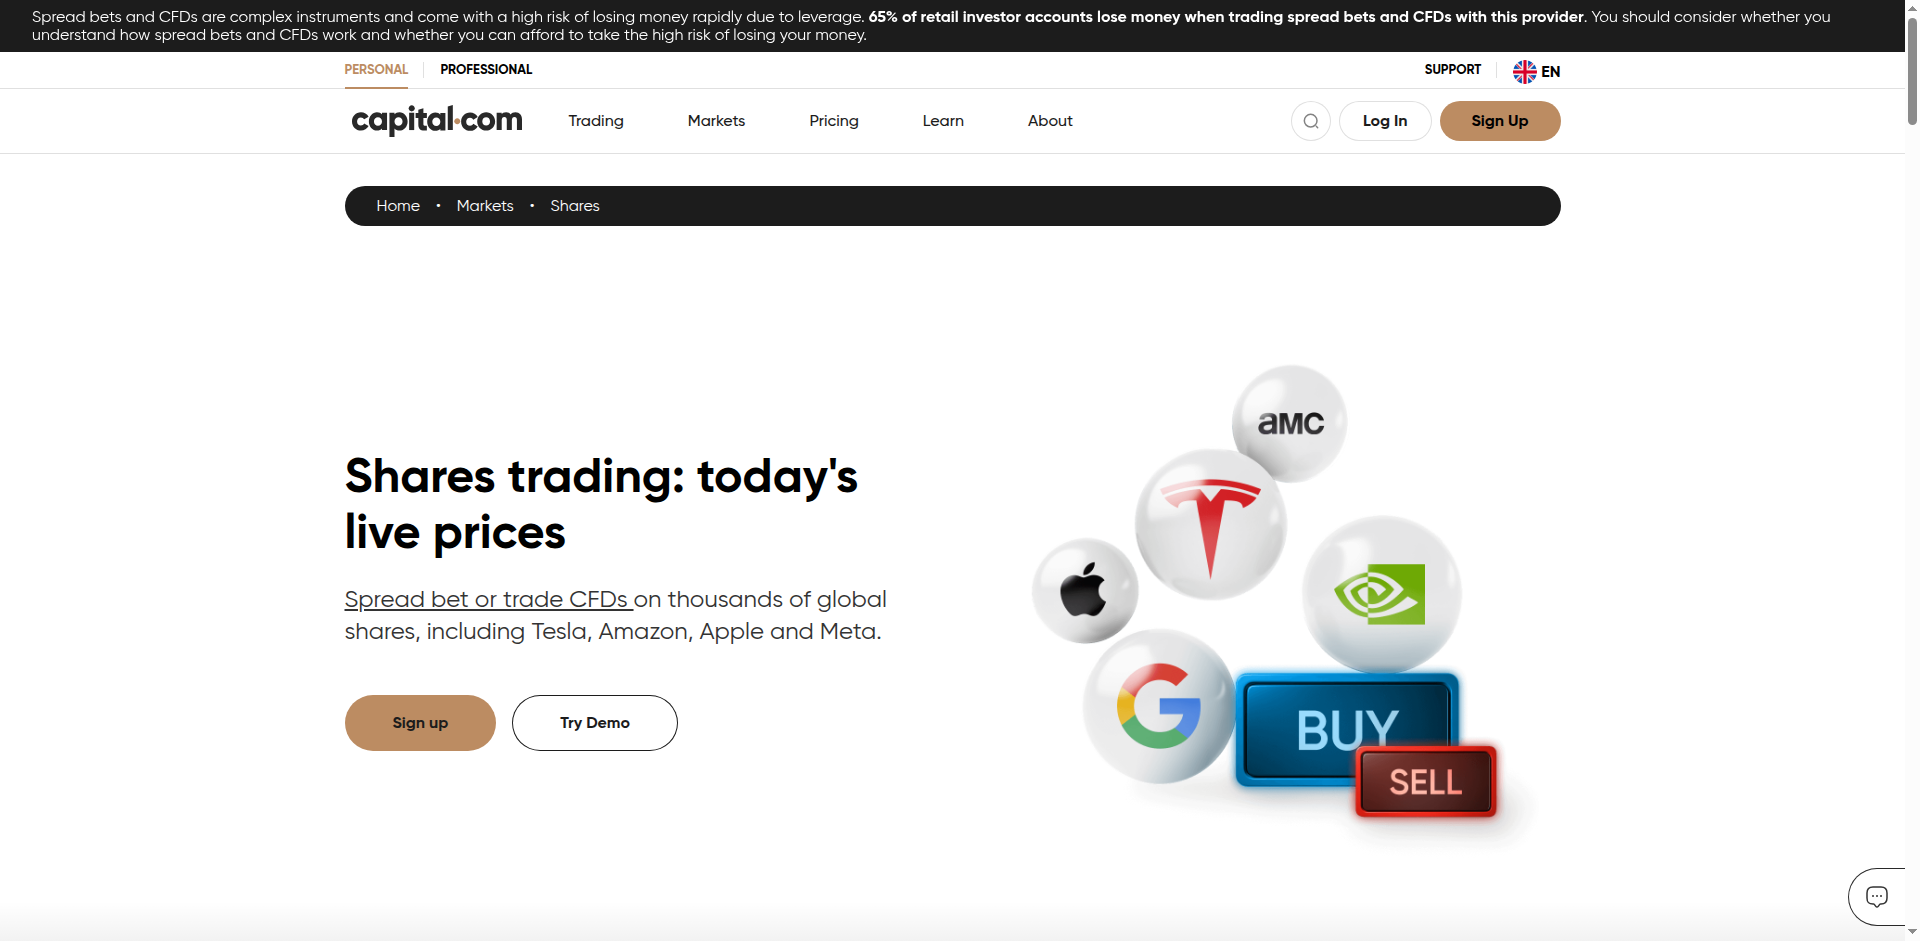 Spread bets and CFDs are complex instruments and come with a high risk of losing money rapidly due to leverage. 65% of retail investor accounts lose money when trading spread bets and CFDs with this provider. You should consider whether you
understand how spread bets and CFDs work and whether you can afford to take the high risk of losing your money.
PERSONAL PROFESSIONAL SUPPORT EN
capital.com Trading Markets Pricing Learn About Log In Sign Up
Home • Markets • Shares
aMC
Shares trading: today's
live prices
Spread bet or trade CFDs on thousands of global
shares, including Tesla, Amazon, Apple and Meta.
Sign up Try Demo
G
BUY
SELL